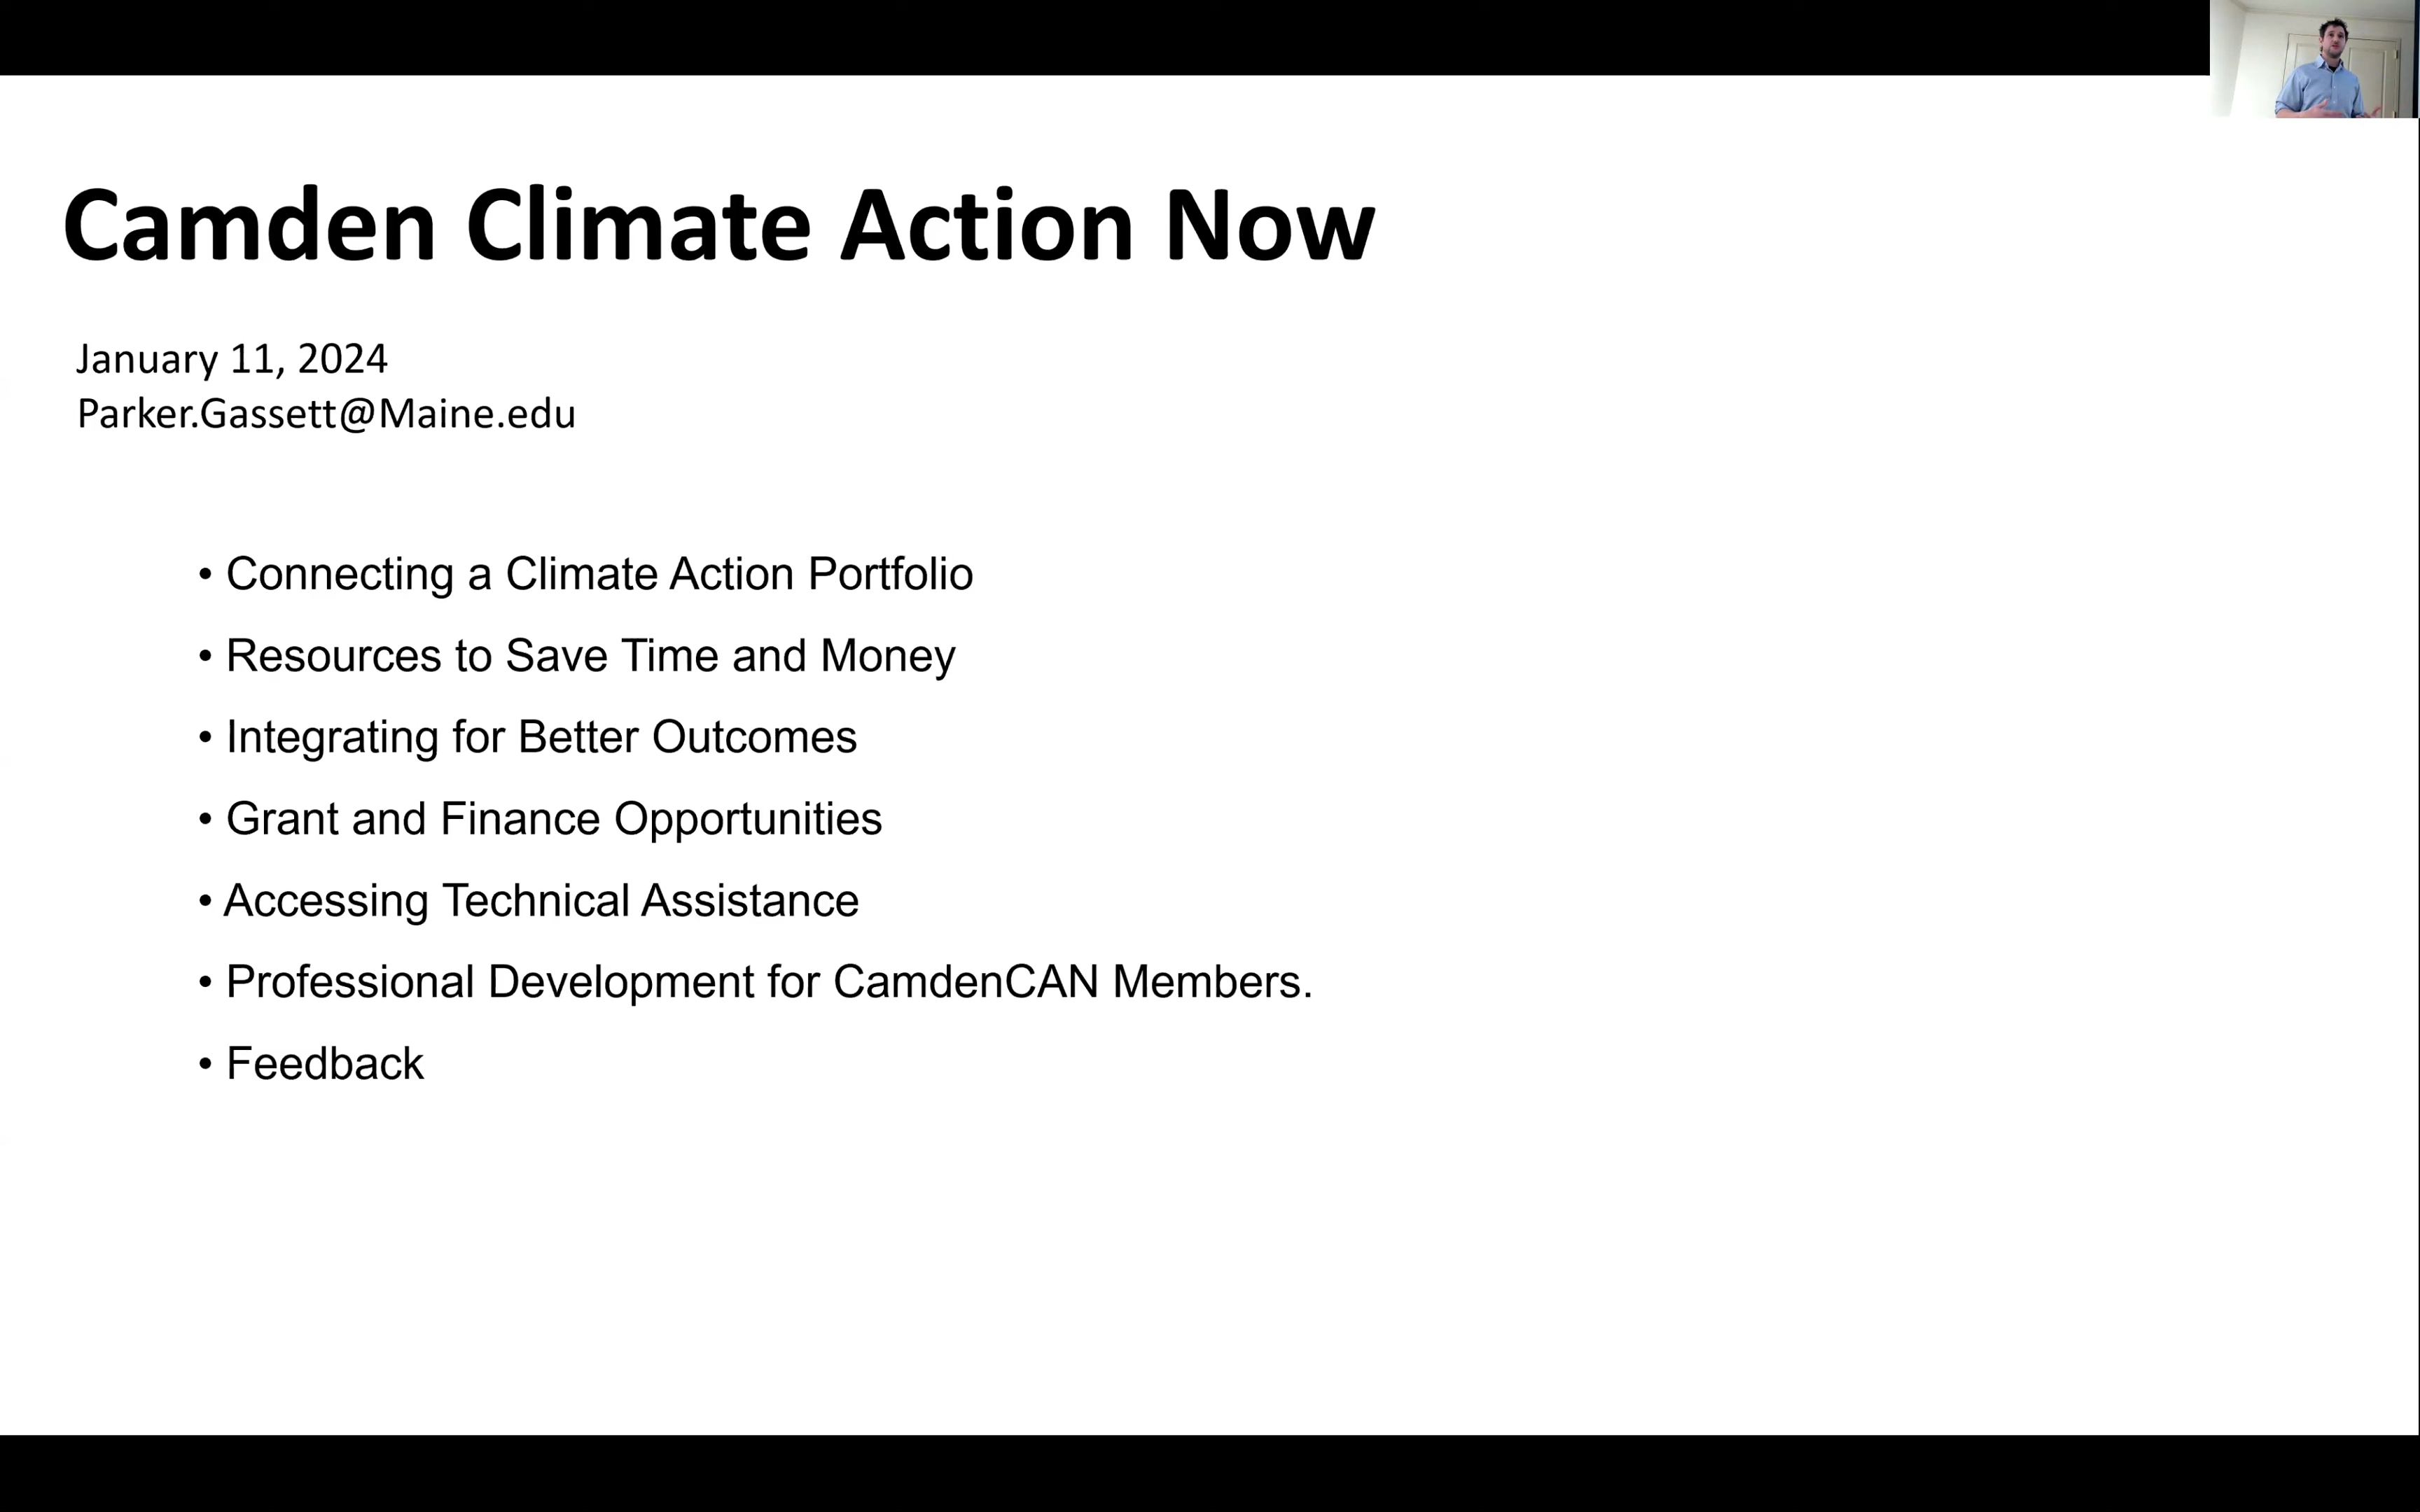 Camden Climate Action Now
January 11, 2024
Parker.Gassett@Maine.edu
• Connecting a Climate Action Portfolio
• Resources to Save Time and Money
• Integrating for Better Outcomes
• Grant and Finance Opportunities
• Accessing Technical Assistance
• Professional Development for CamdenCAN Members.
• Feedback